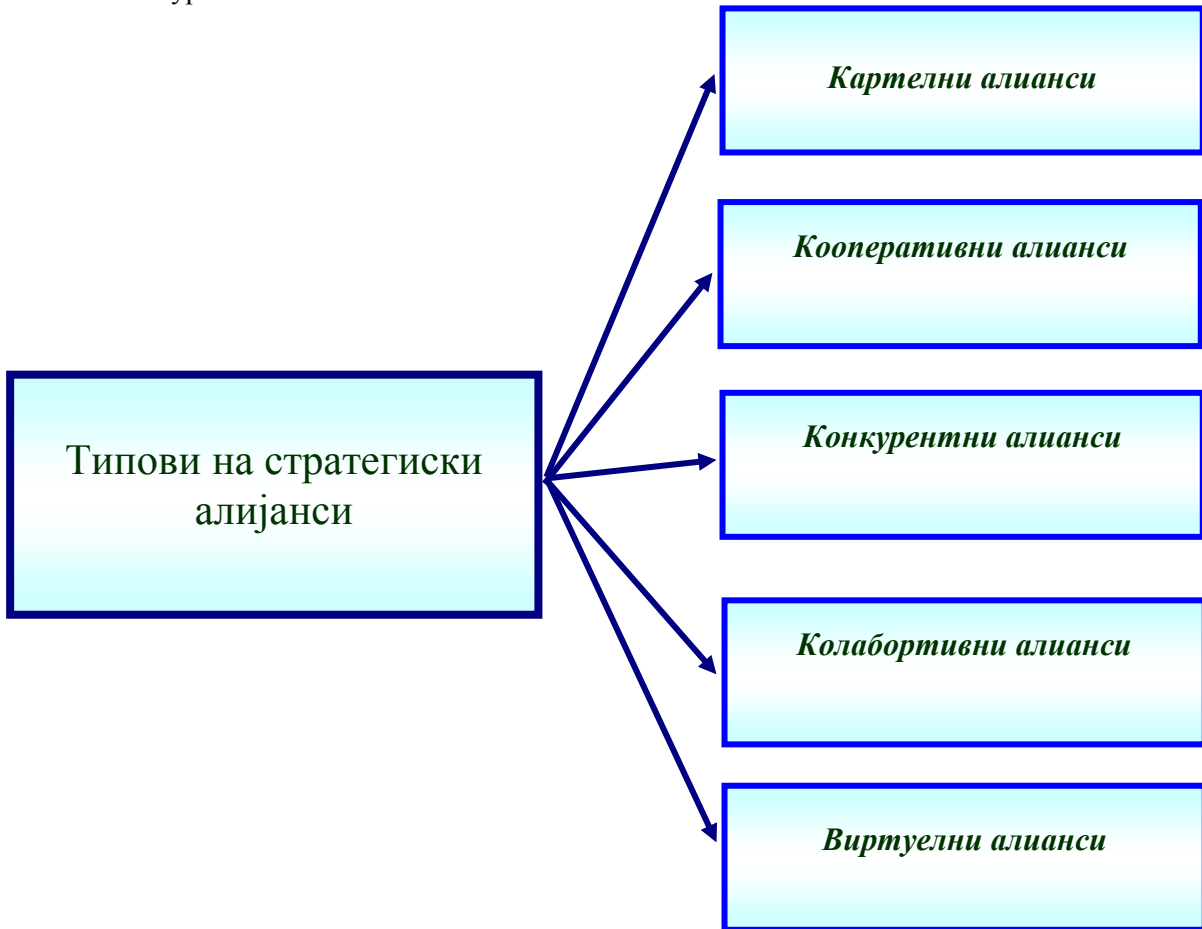 Картелни алианси
Кооперативни алианси
Типови на стратегиски
алијанси
Конкурентни алианси
Колабортивни алианси
Виртуелни алианси